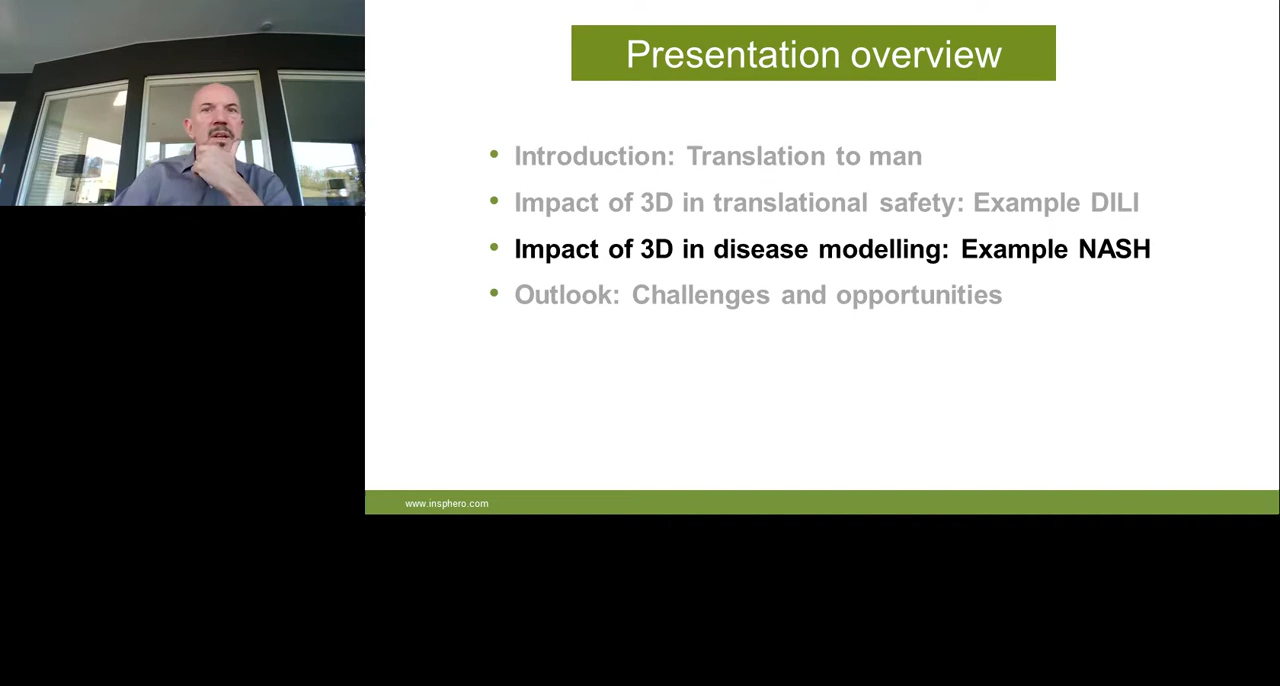 Presentation overview
• Introduction: Translation to man
• Impact of 3D in translational safety: Example DILI
• Impact of 3D in disease modelling: Example NASH
• Outlook: Challenges and opportunities
www.insphero.com